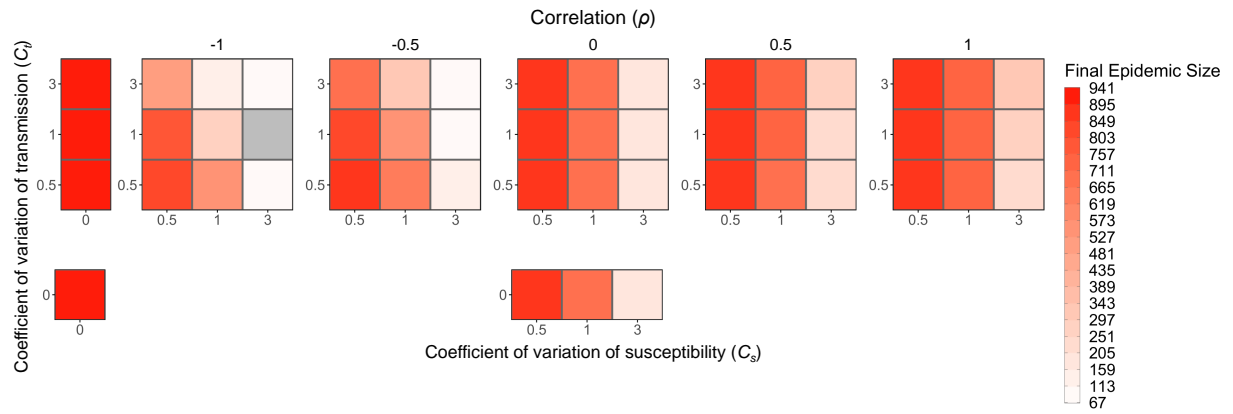 Correlation (ρ)
-1 -0.5 0 0.5 1
Coefficient of variation of transmission (Cₜ)
3 3 3 3 3 3
1 1 1 1 1 1
0.5 0.5 0.5 0.5 0.5 0.5
0 0.5 1 3 0.5 1 3 0.5 1 3 0.5 1 3 0.5 1 3
0 0
0 0.5 1 3
Coefficient of variation of susceptibility (Cₛ)
Final Epidemic Size
941
895
849
803
757
711
665
619
573
527
481
435
389
343
297
251
205
159
113
67